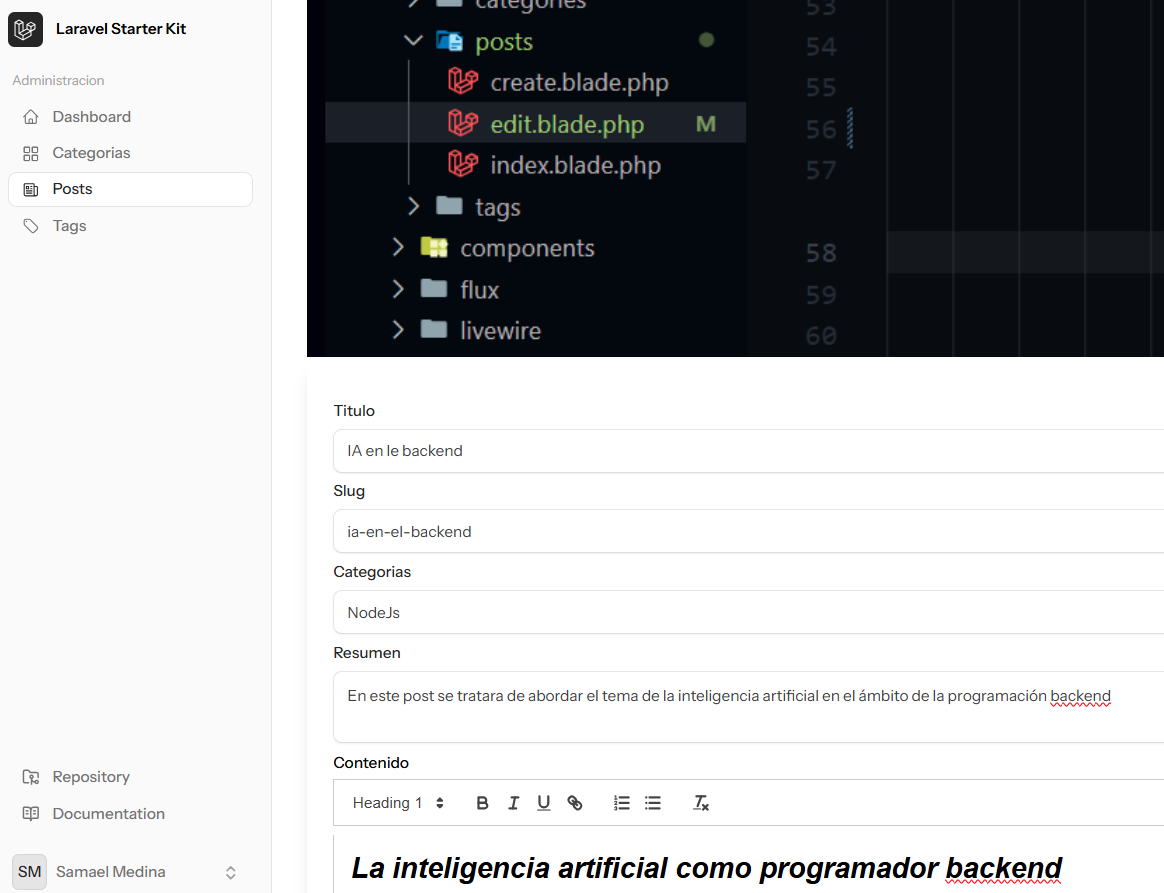 Laravel Starter Kit
Administracion
Dashboard
Categorias
Posts
Tags
Repository
Documentation
SM Samael Medina
categories
posts
create.blade.php
edit.blade.php M
index.blade.php
tags
components
flux
livewire
53
54
55
56
57
58
59
60
Titulo
IA en le backend
Slug
ia-en-el-backend
Categorias
NodeJs
Resumen
En este post se tratara de abordar el tema de la inteligencia artificial en el ámbito de la programación backend
Contenido
Heading 1 B I U
La inteligencia artificial como programador backend